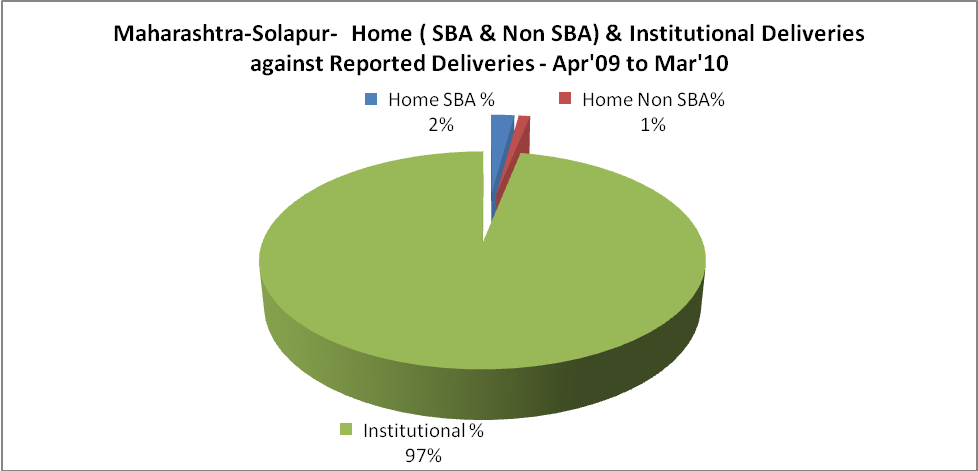 Maharashtra-Solapur- Home ( SBA & Non SBA) & Institutional Deliveries
against Reported Deliveries - Apr'09 to Mar'10
Home SBA %
2%
Home Non SBA%
1%
Institutional %
97%